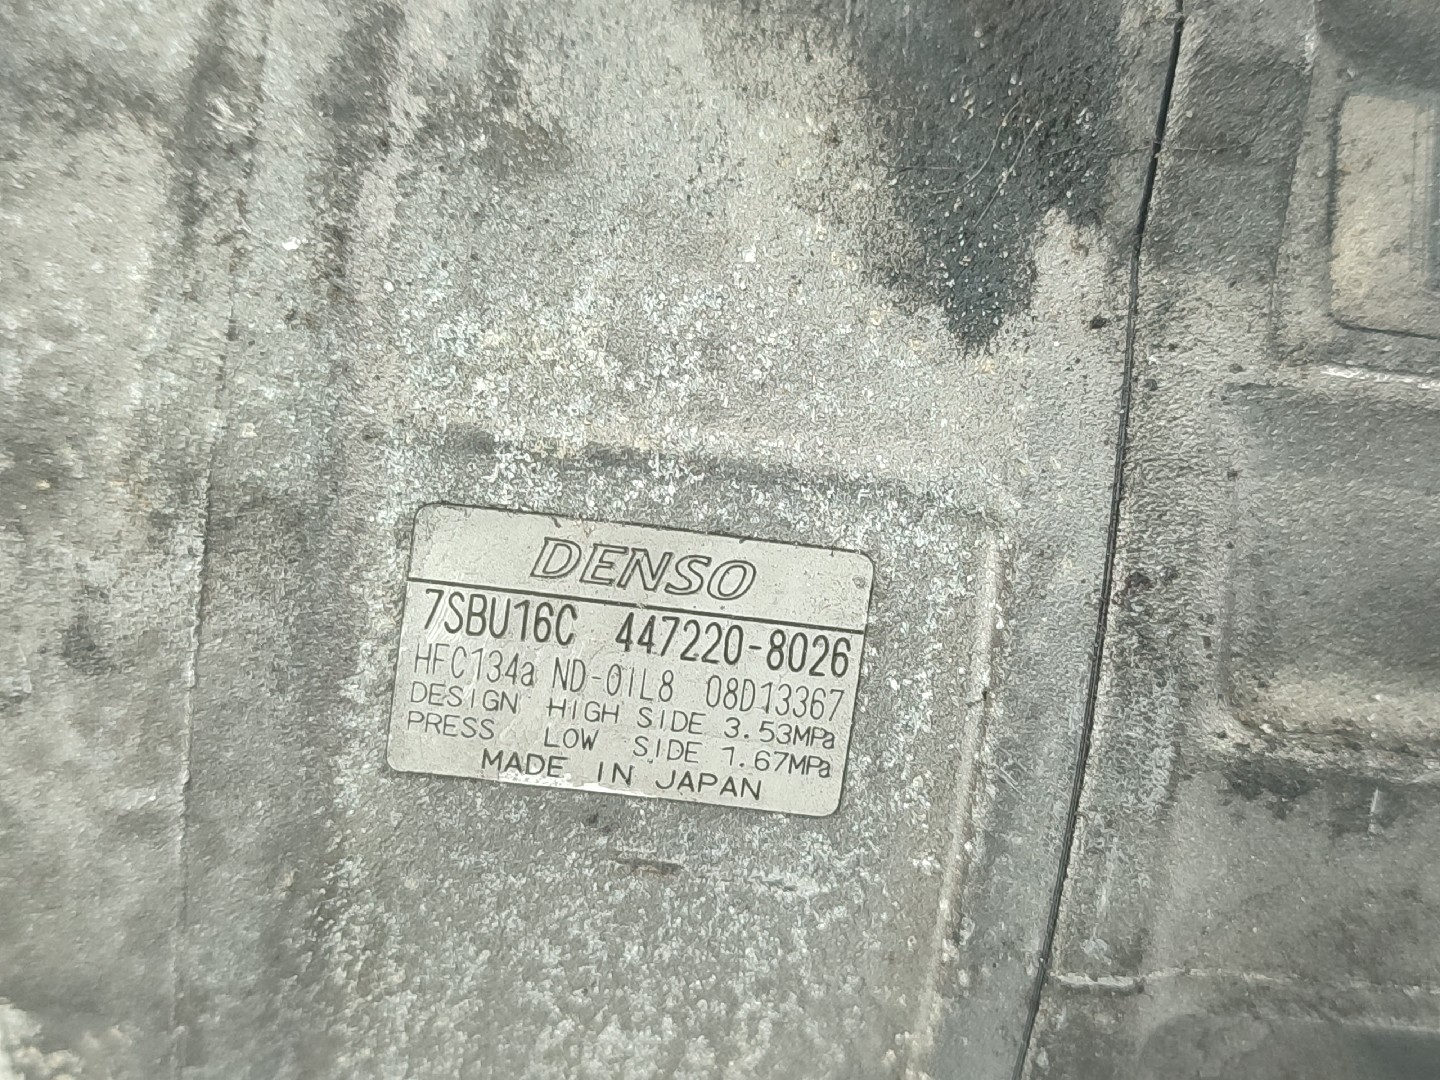 DENSO
7SBU16C 447220-8026
HFC134a ND-OIL8 08D13367
DESIGN HIGH SIDE 3.53MPa
PRESS LOW SIDE 1.67MPa
MADE IN JAPAN